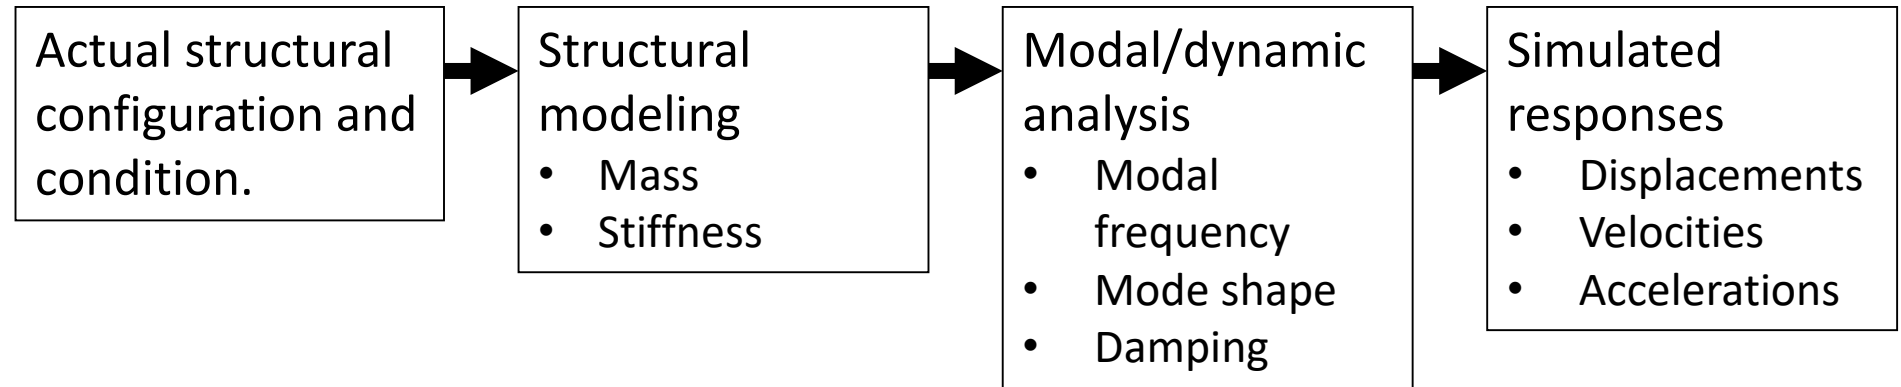 Actual structural
configuration and
condition.
Structural
modeling
• Mass
• Stiffness
Modal/dynamic
analysis
• Modal
frequency
• Mode shape
• Damping
Simulated
responses
• Displacements
• Velocities
• Accelerations